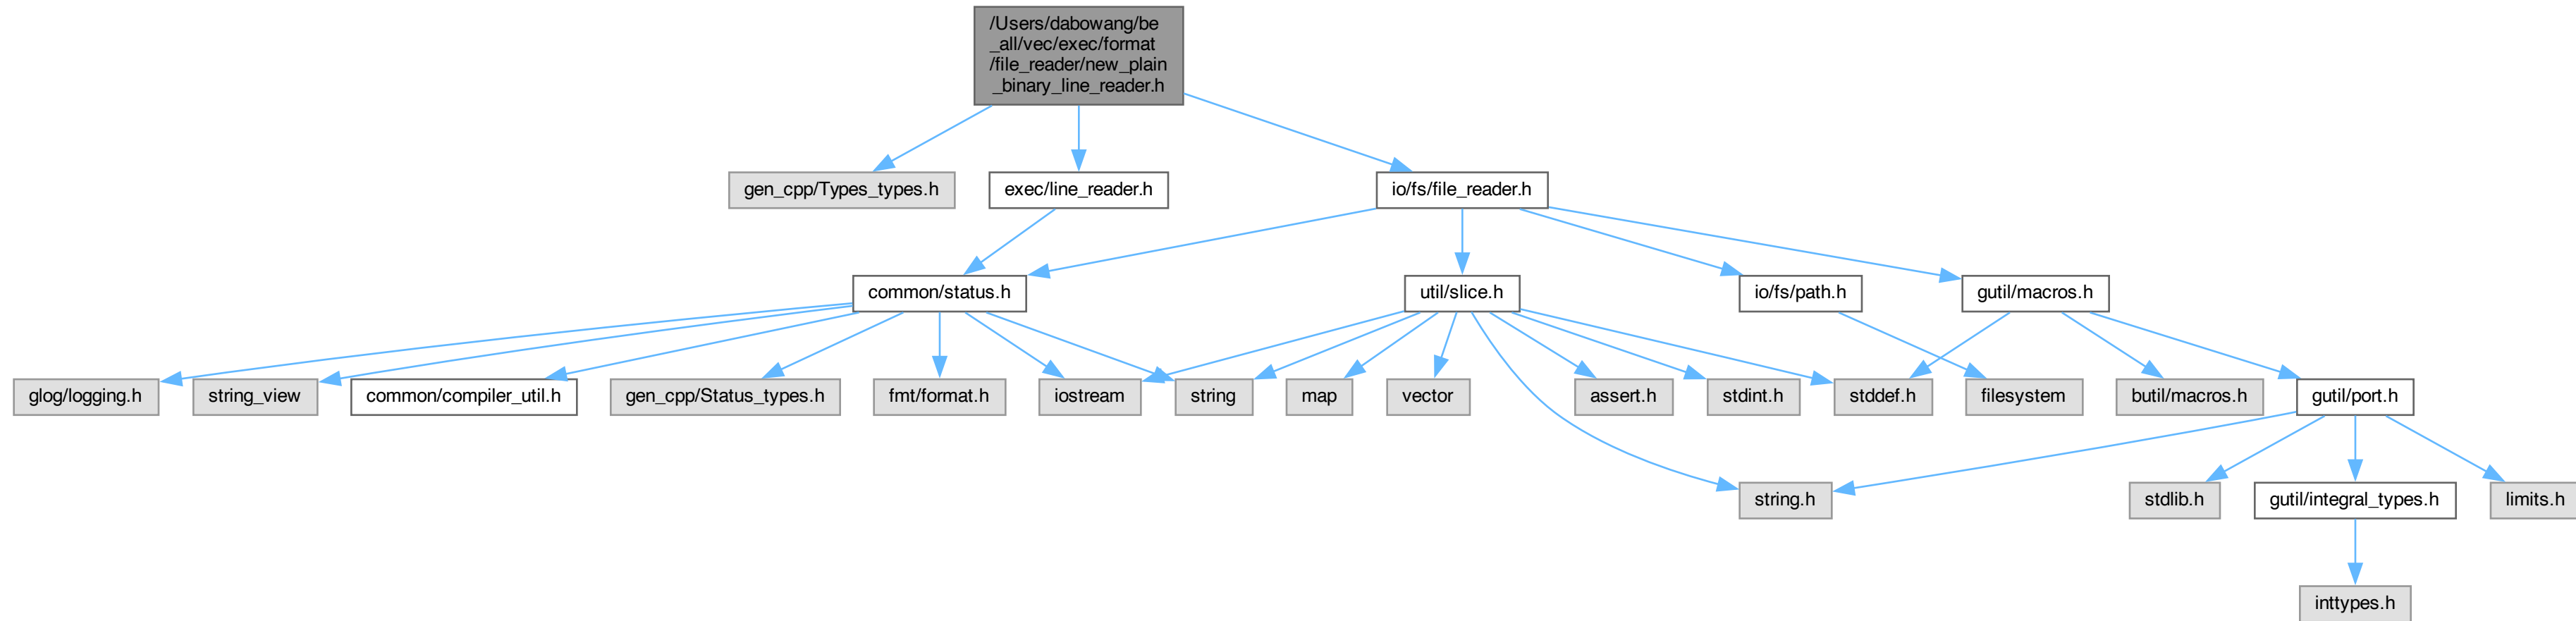 /Users/dabowang/be
_all/vec/exec/format
/file_reader/new_plain
_binary_line_reader.h
gen_cpp/Types_types.h
exec/line_reader.h
io/fs/file_reader.h
common/status.h
util/slice.h
io/fs/path.h
gutil/macros.h
glog/logging.h
string_view
common/compiler_util.h
gen_cpp/Status_types.h
fmt/format.h
iostream
string
map
vector
assert.h
stdint.h
stddef.h
filesystem
butil/macros.h
gutil/port.h
string.h
stdlib.h
gutil/integral_types.h
limits.h
inttypes.h